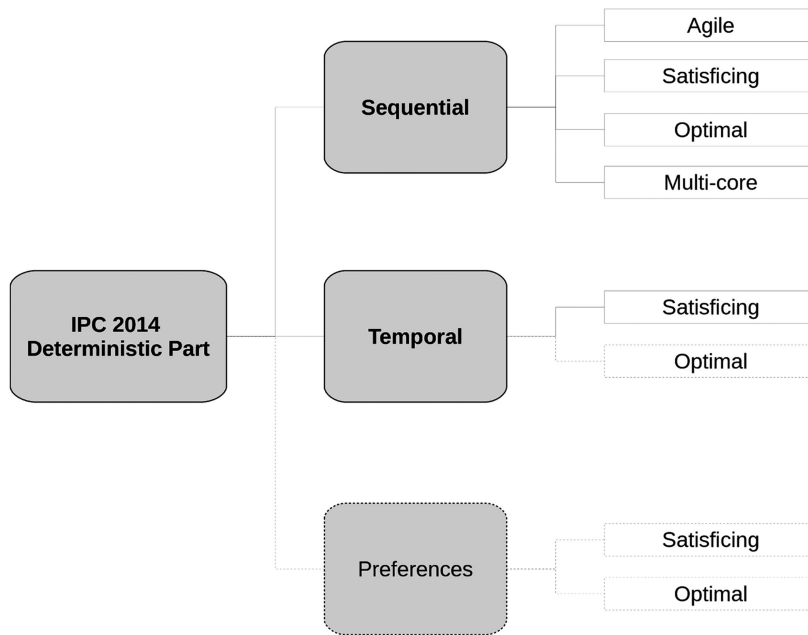 IPC 2014
Deterministic Part
Sequential
Agile
Satisficing
Optimal
Multi-core
Temporal
Satisficing
Optimal
Preferences
Satisficing
Optimal